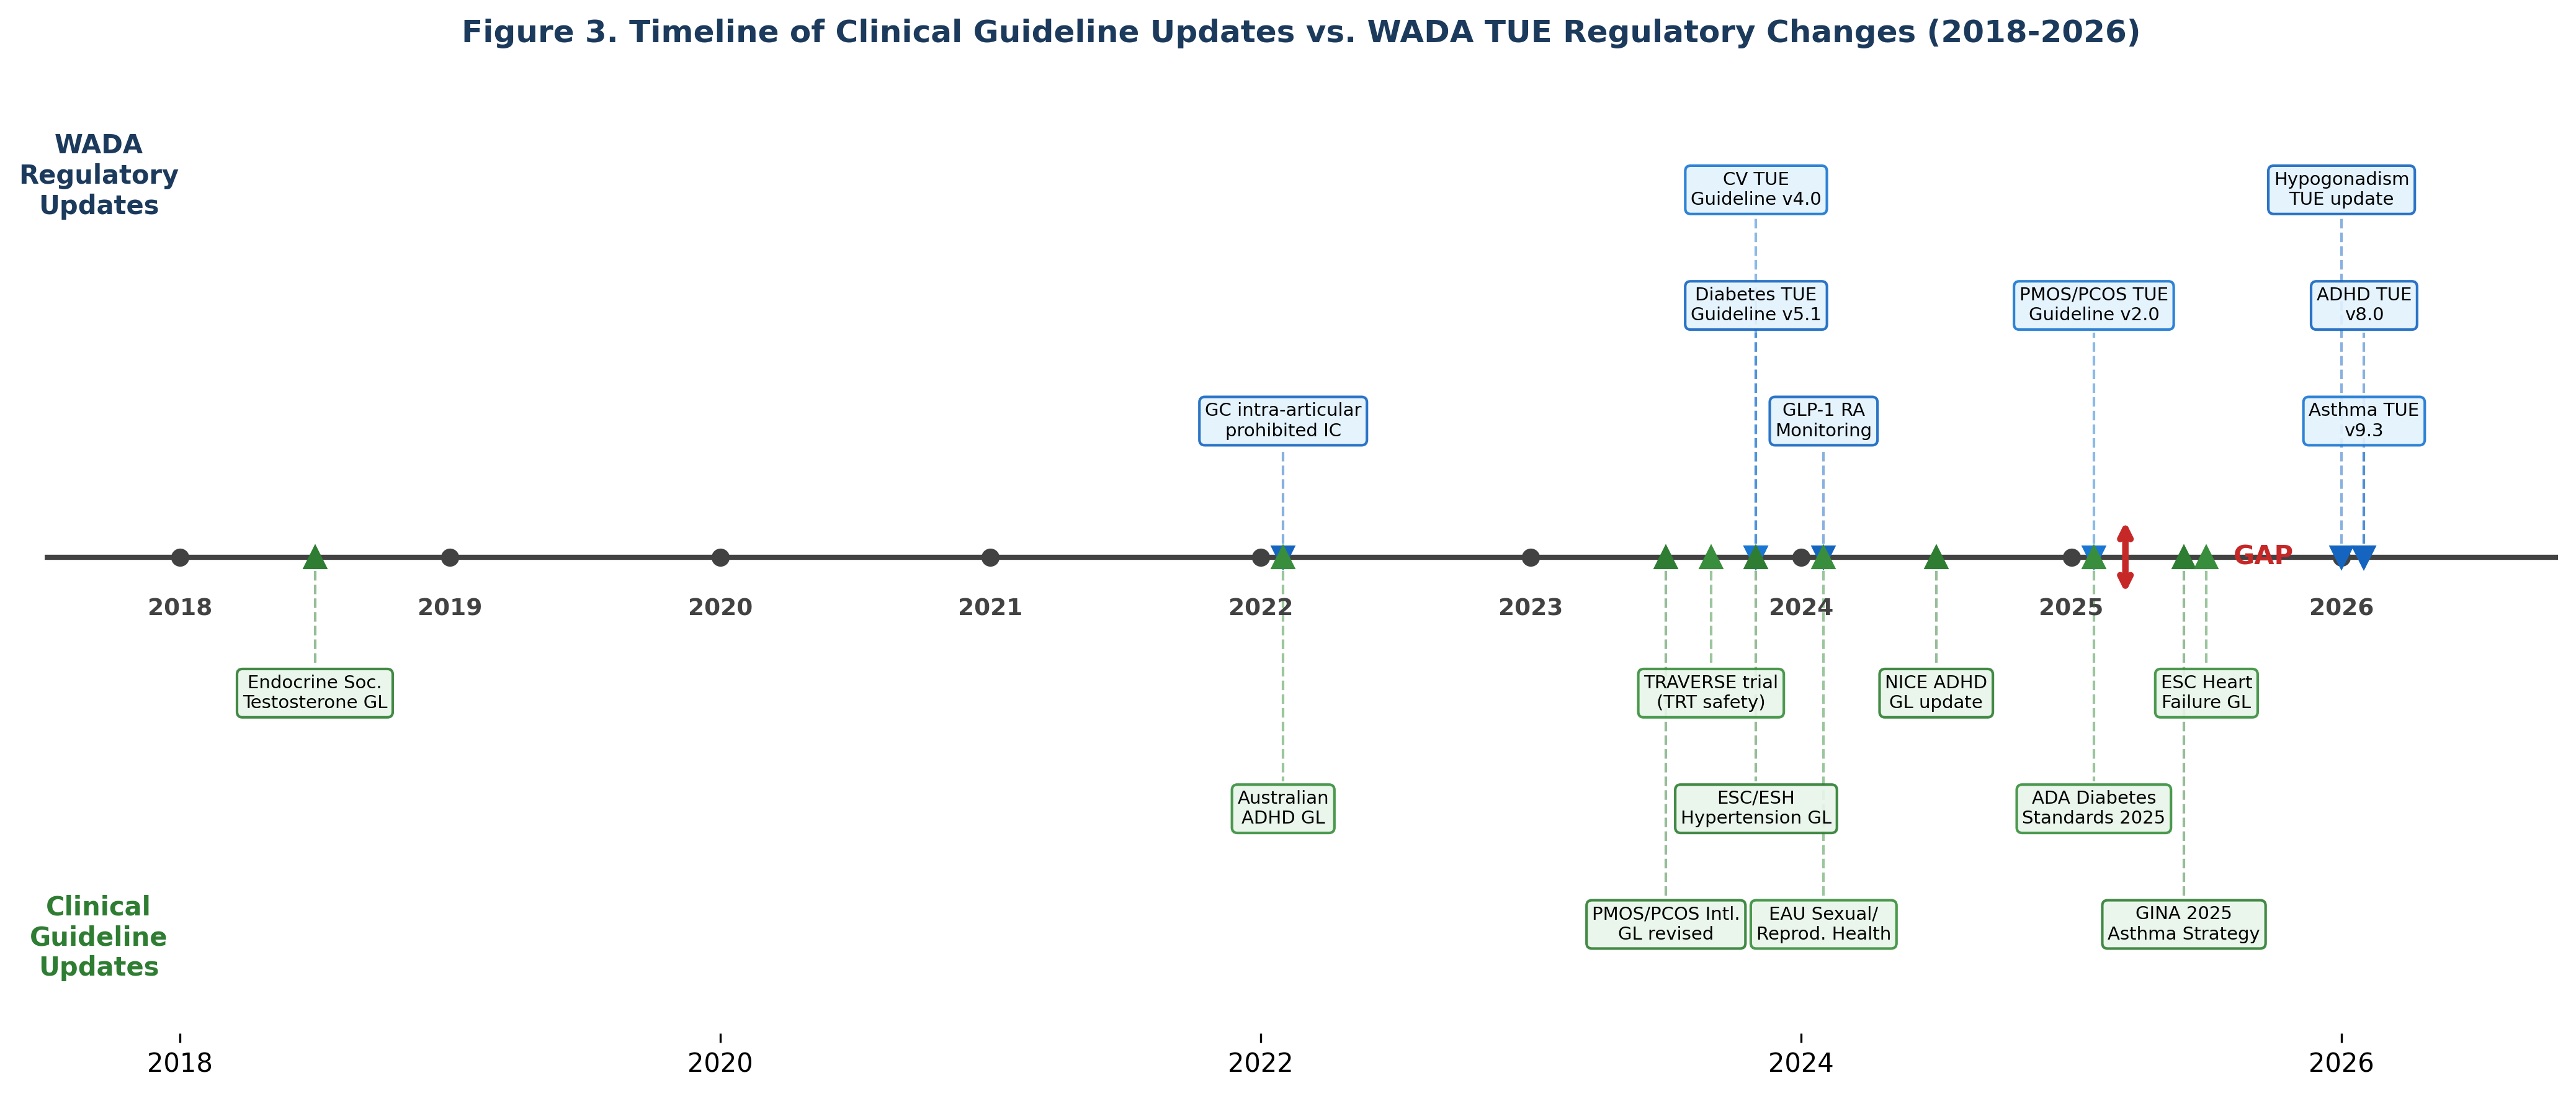 Figure 3. Timeline of Clinical Guideline Updates vs. WADA TUE Regulatory Changes (2018-2026)
WADA
Regulatory
Updates
CV TUE
Guideline v4.0
Hypogonadism
TUE update
Diabetes TUE
Guideline v5.1
PMOS/PCOS TUE
Guideline v2.0
ADHD TUE
v8.0
GC intra-articular
prohibited IC
GLP-1 RA
Monitoring
Asthma TUE
v9.3
GAP
2018
2019
2020
2021
2022
2023
2024
2025
2026
Endocrine Soc.
Testosterone GL
TRAVERSE trial
(TRT safety)
NICE ADHD
GL update
ESC Heart
Failure GL
Australian
ADHD GL
ESC/ESH
Hypertension GL
ADA Diabetes
Standards 2025
Clinical
Guideline
Updates
PMOS/PCOS Intl.
GL revised
EAU Sexual/
Reprod. Health
GINA 2025
Asthma Strategy
2018
2020
2022
2024
2026